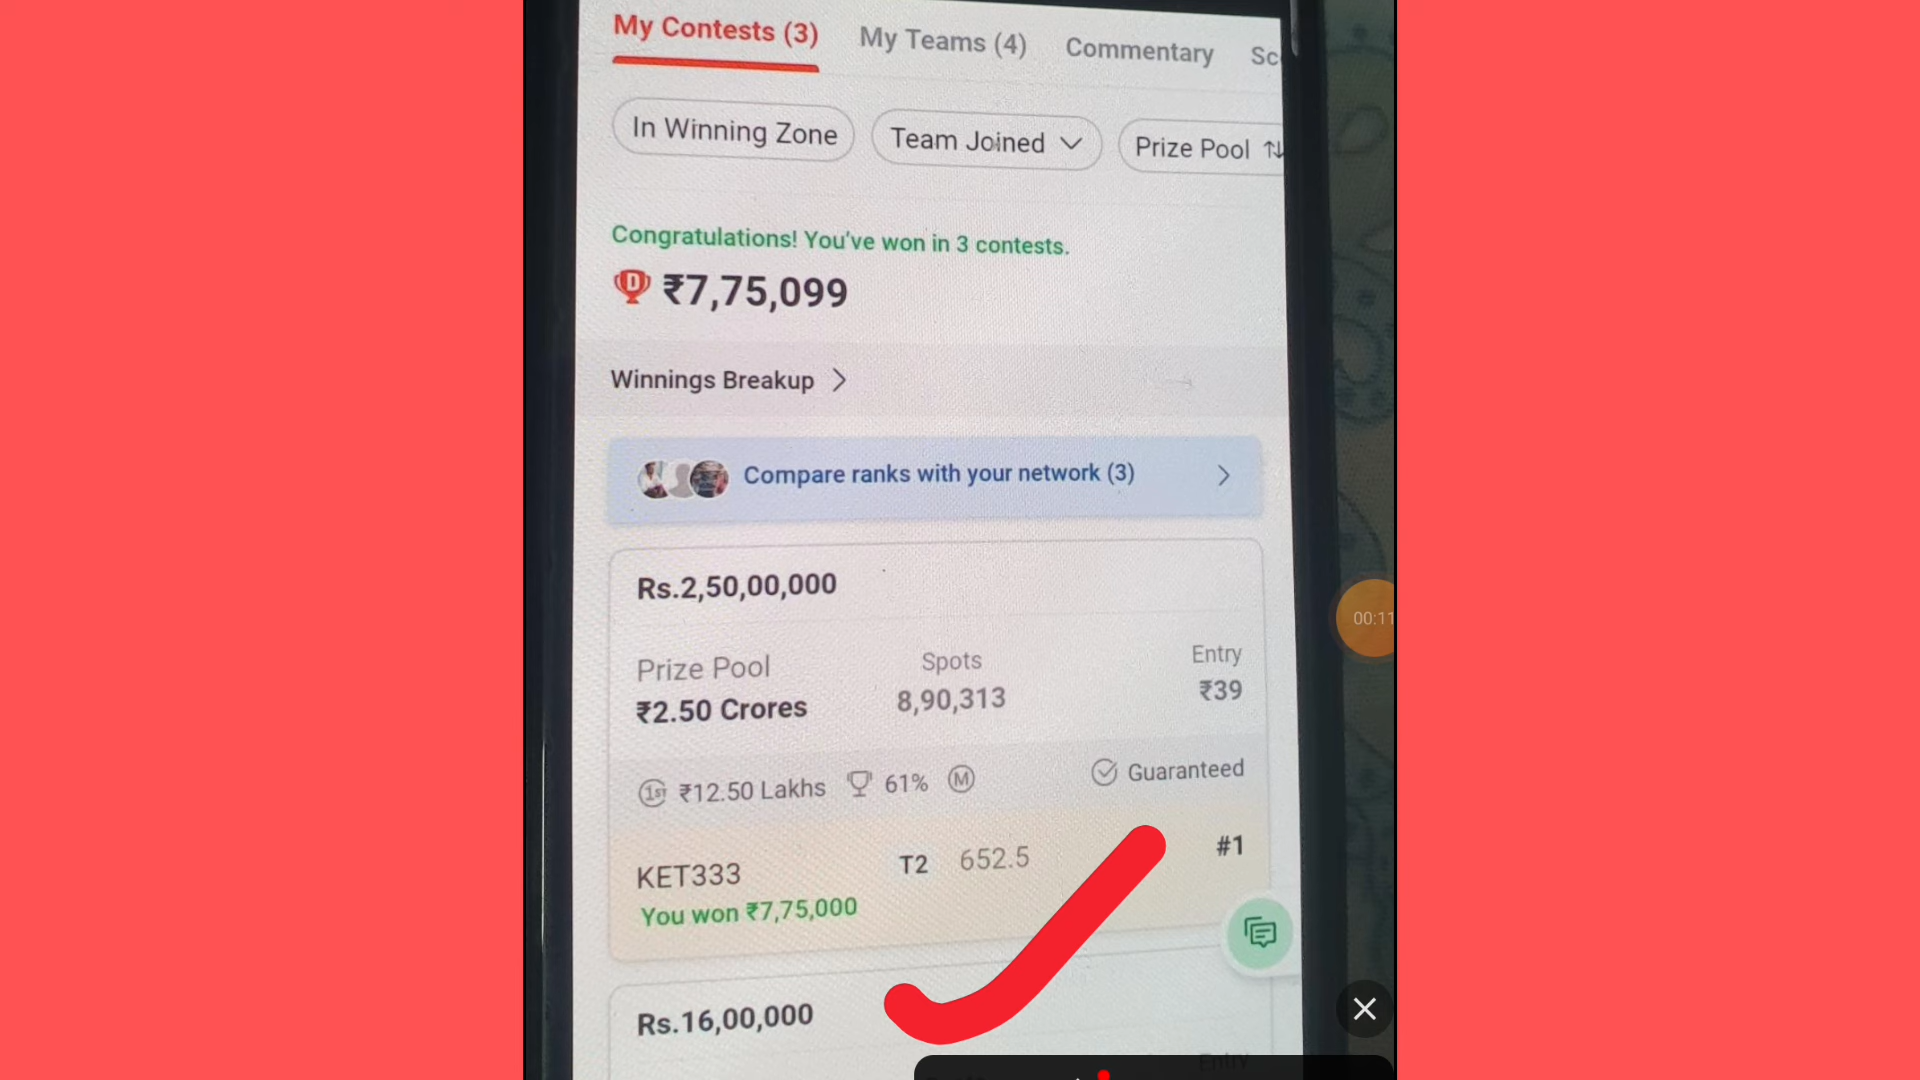 My Contests (3) My Teams (4) Commentary Sc
In Winning Zone Team Joined Prize Pool
Congratulations! You've won in 3 contests.
D ₹7,75,099
Winnings Breakup
Compare ranks with your network (3)
Rs.2,50,00,000
Prize Pool Spots Entry
₹2.50 Crores 8,90,313 ₹39
1ST ₹12.50 Lakhs 61% M Guaranteed
KET333 T2 652.5 #1
You won ₹7,75,000
00:11
Rs.16,00,000
Entry